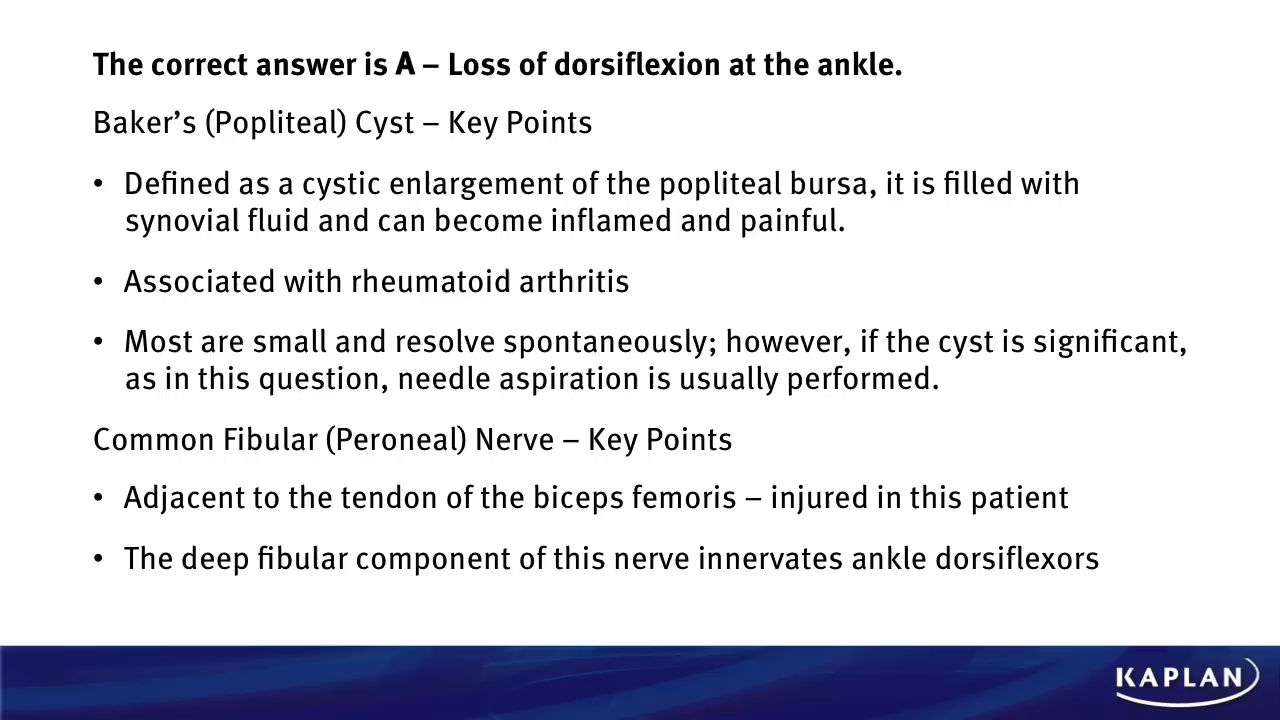 The correct answer is A – Loss of dorsiflexion at the ankle.
Baker’s (Popliteal) Cyst – Key Points
• Defined as a cystic enlargement of the popliteal bursa, it is filled with
synovial fluid and can become inflamed and painful.
• Associated with rheumatoid arthritis
• Most are small and resolve spontaneously; however, if the cyst is significant,
as in this question, needle aspiration is usually performed.
Common Fibular (Peroneal) Nerve – Key Points
• Adjacent to the tendon of the biceps femoris – injured in this patient
• The deep fibular component of this nerve innervates ankle dorsiflexors
KAPLAN